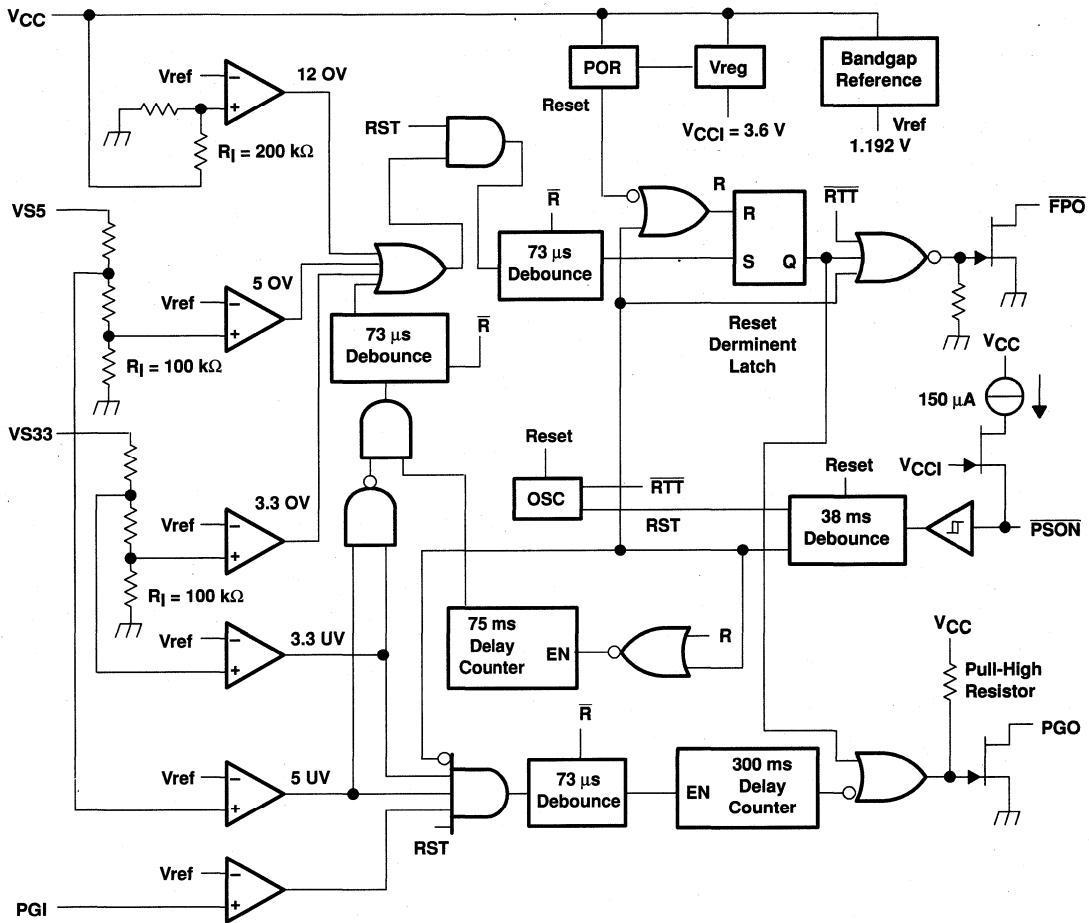 VCC
Vref
12 OV
RI = 200 kΩ
POR
Vreg
Bandgap
Reference
Reset
VCCI = 3.6 V
Vref
1.192 V
RST
VS5
R̅
R
R
S
Q
R̅T̅T̅
F̅P̅O̅
73 µs
Debounce
Vref
5 OV
RI = 100 kΩ
73 µs
Debounce
R̅
Reset
Derminent
Latch
VCC
150 µA
VS33
Reset
VCCI
OSC
R̅T̅T̅
RST
Reset
38 ms
Debounce
P̅S̅O̅N̅
Vref
3.3 OV
RI = 100 kΩ
Vref
3.3 UV
75 ms
Delay
Counter
EN
R
VCC
Pull-High
Resistor
R̅
PGO
Vref
5 UV
73 µs
Debounce
EN
300 ms
Delay
Counter
RST
Vref
PGI